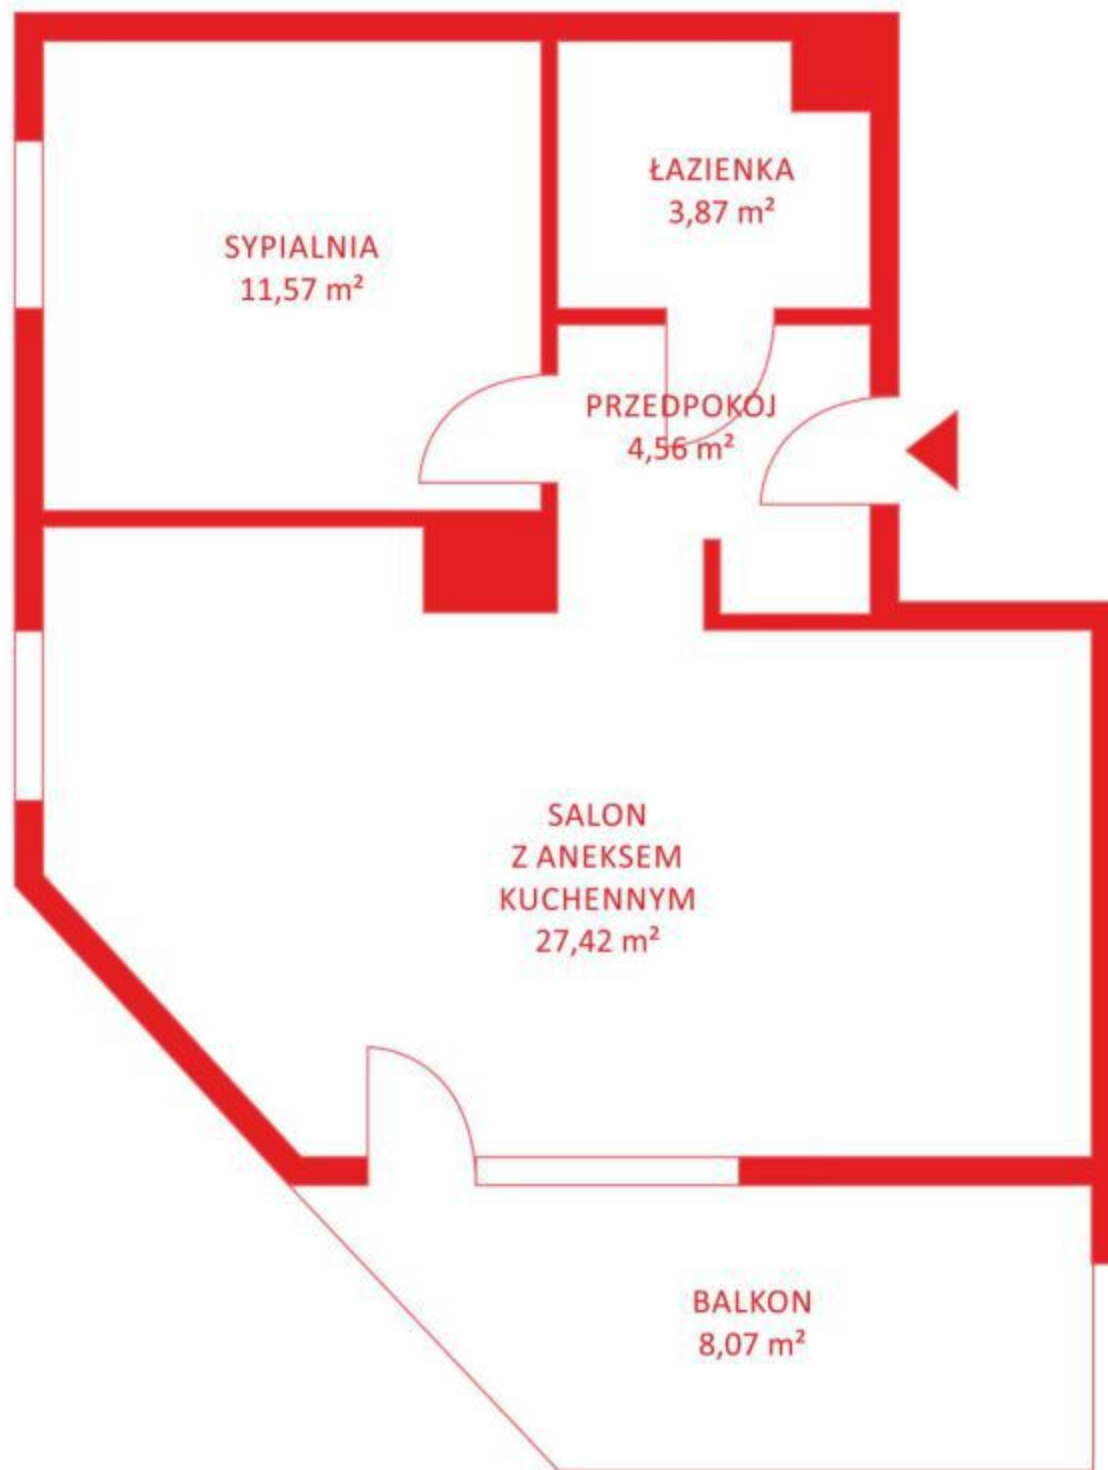 ŁAZIENKA
3,87 m²
SYPIALNIA
11,57 m²
PRZEDPOKÓJ
4,56 m²
SALON
Z ANEKSEM
KUCHENNYM
27,42 m²
BALKON
8,07 m²